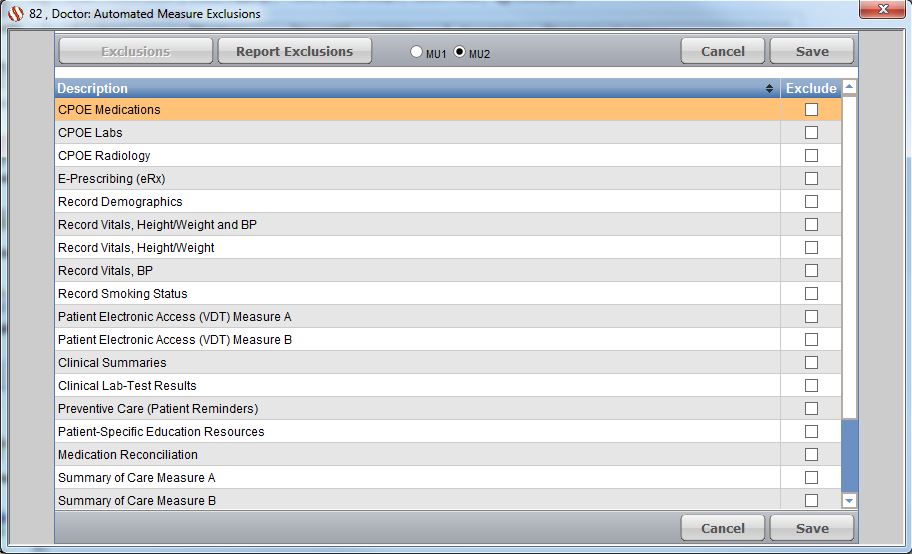 82 , Doctor: Automated Measure Exclusions
Exclusions Report Exclusions MU1 MU2 Cancel Save
Description Exclude
CPOE Medications
CPOE Labs
CPOE Radiology
E-Prescribing (eRx)
Record Demographics
Record Vitals, Height/Weight and BP
Record Vitals, Height/Weight
Record Vitals, BP
Record Smoking Status
Patient Electronic Access (VDT) Measure A
Patient Electronic Access (VDT) Measure B
Clinical Summaries
Clinical Lab-Test Results
Preventive Care (Patient Reminders)
Patient-Specific Education Resources
Medication Reconciliation
Summary of Care Measure A
Summary of Care Measure B
Cancel Save